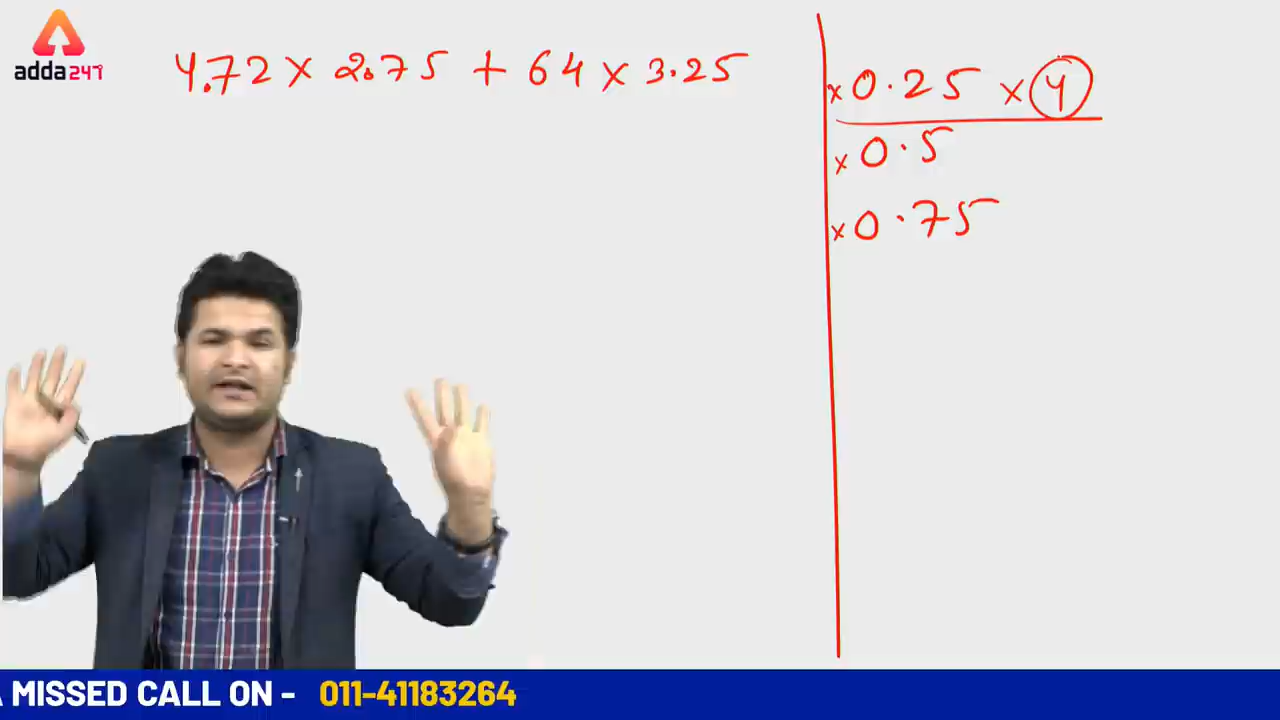 adda247
4.72 × 2.75 + 64 × 3.25
× 0.25 × 4
× 0.5
× 0.75
A MISSED CALL ON - 011-41183264